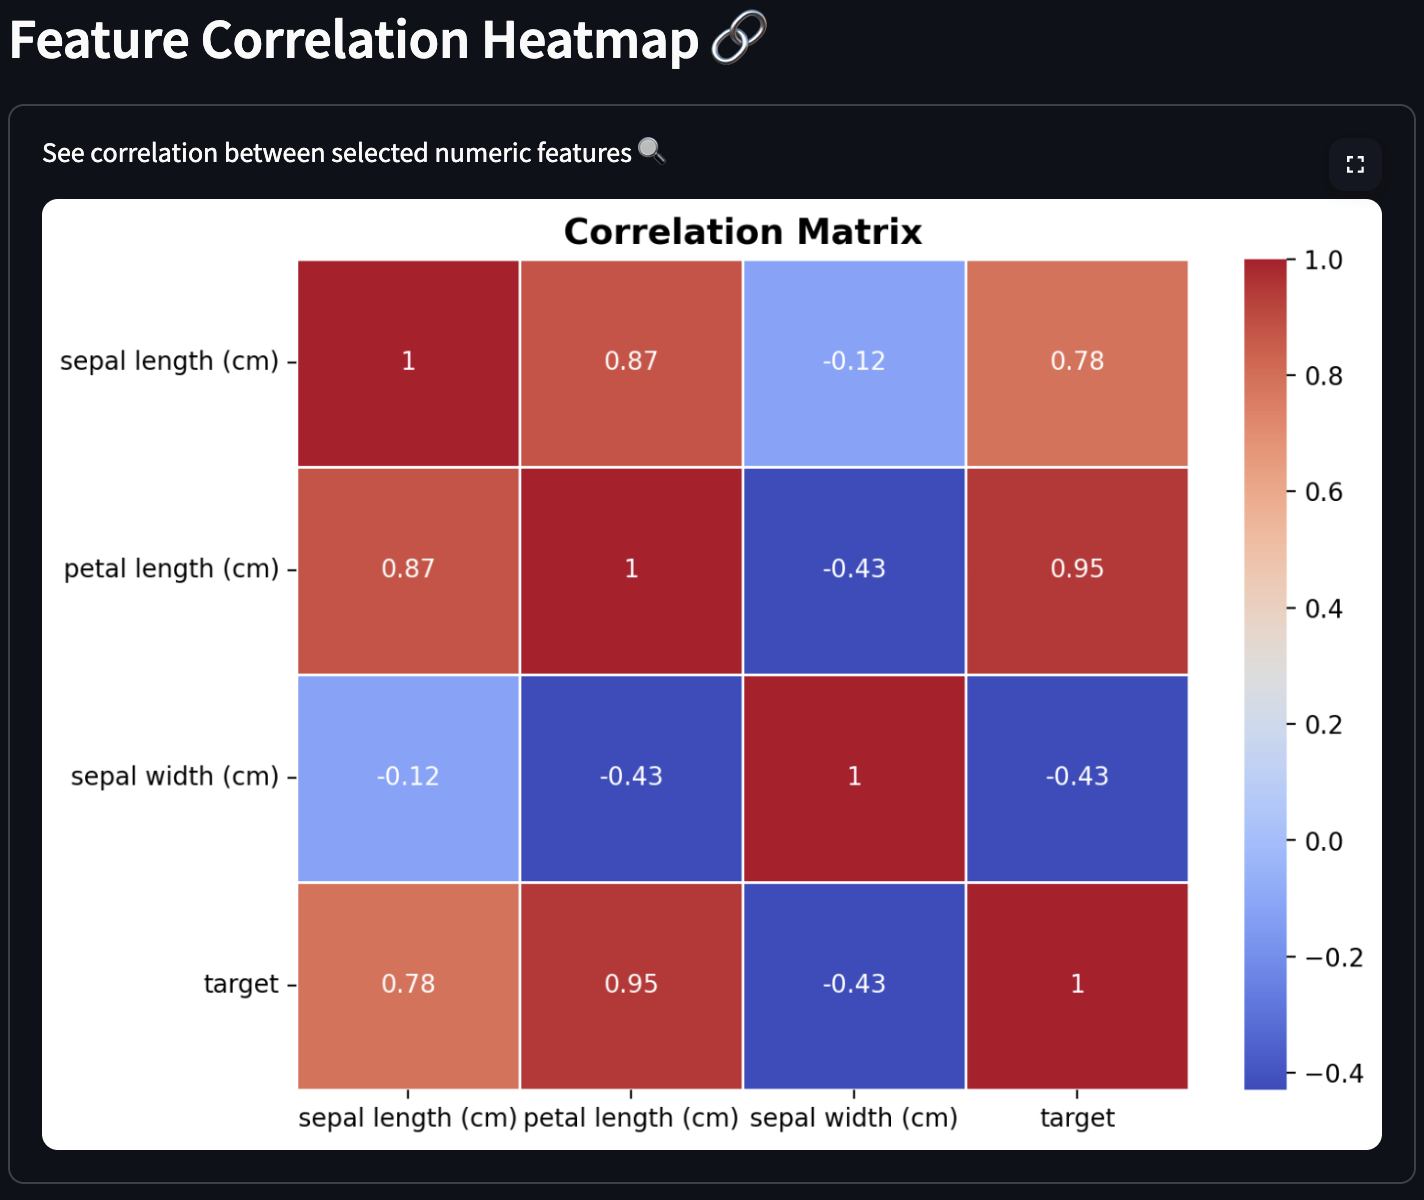 Feature Correlation Heatmap
See correlation between selected numeric features
Correlation Matrix
sepal length (cm) 1 0.87 -0.12 0.78
petal length (cm) 0.87 1 -0.43 0.95
sepal width (cm) -0.12 -0.43 1 -0.43
target 0.78 0.95 -0.43 1
sepal length (cm) petal length (cm) sepal width (cm) target
1.0
0.8
0.6
0.4
0.2
0.0
−0.2
−0.4